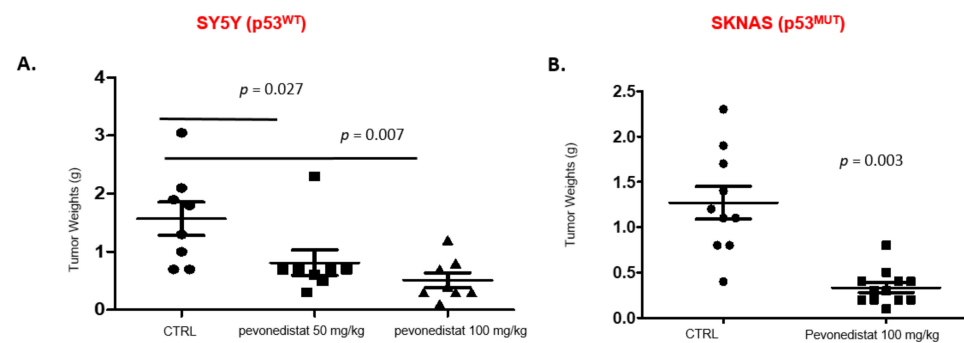 SY5Y (p53WT)
SKNAS (p53MUT)
A.
B.
p = 0.027
p = 0.007
Tumor Weights (g)
4
3
2
1
0
CTRL
pevonedistat 50 mg/kg
pevonedistat 100 mg/kg
p = 0.003
Tumor Weights (g)
2.5
2.0
1.5
1.0
0.5
0.0
CTRL
Pevonedistat 100 mg/kg